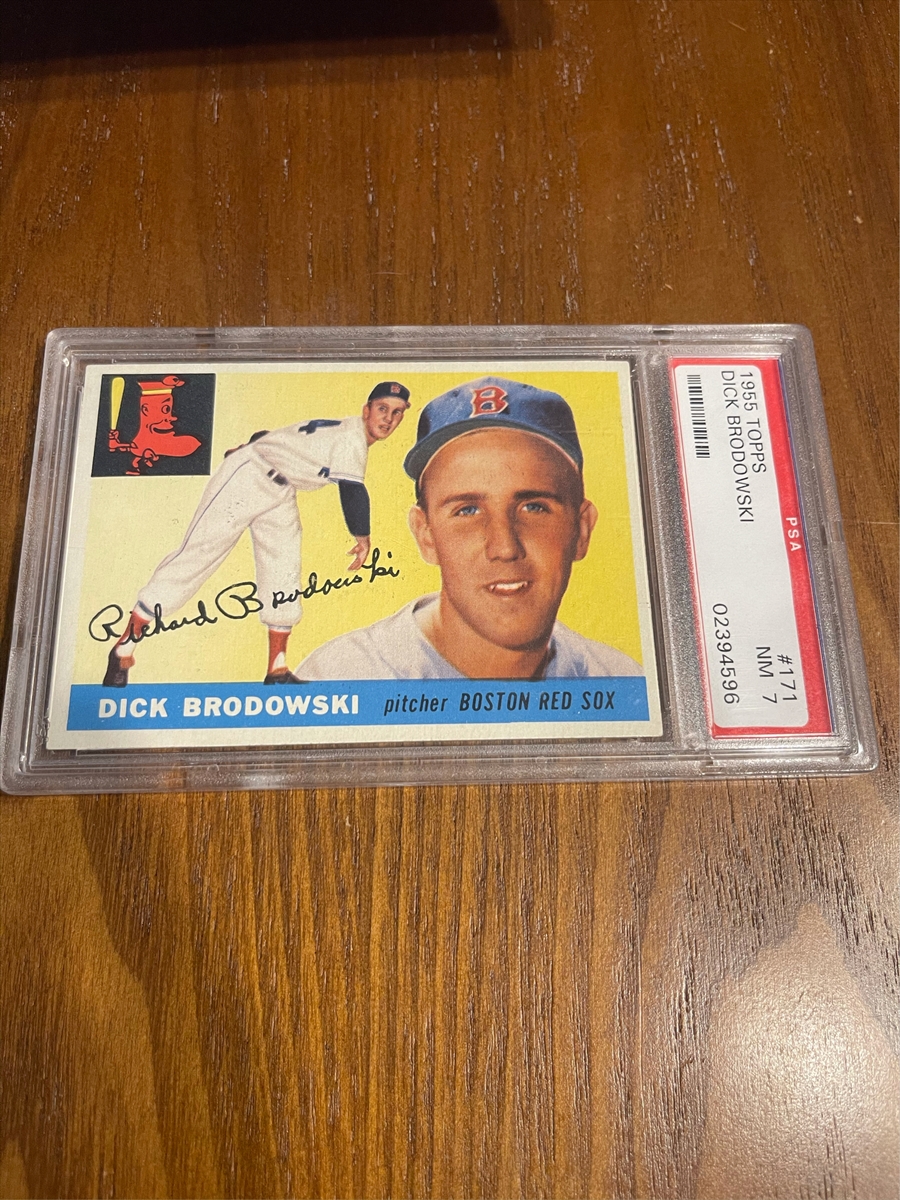 Richard Brodowski
DICK BRODOWSKI pitcher BOSTON RED SOX
B
1955 TOPPS #171
DICK BRODOWSKI NM 7
PSA
02394596